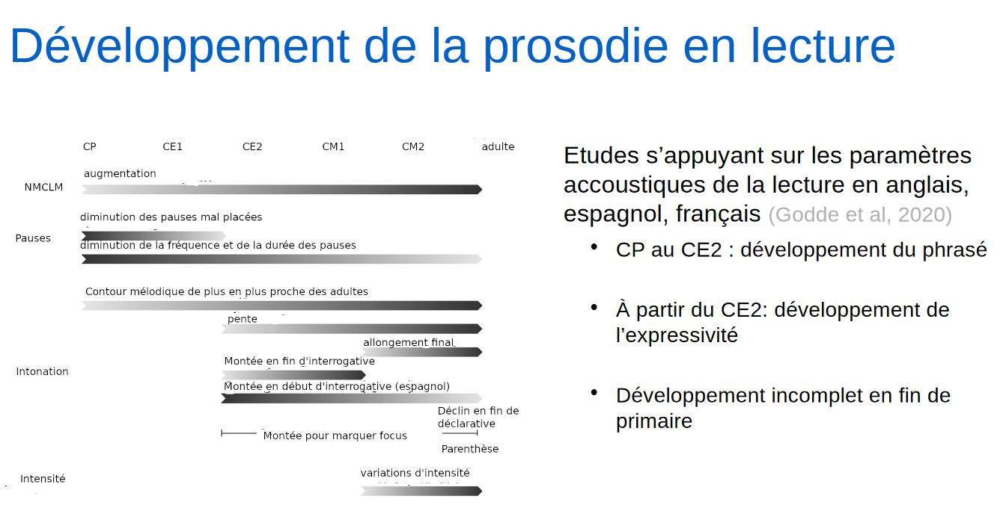 Développement de la prosodie en lecture
CP CE1 CE2 CM1 CM2 adulte
augmentation
NMCLM
diminution des pauses mal placées
Pauses
diminution de la fréquence et de la durée des pauses
Contour mélodique de plus en plus proche des adultes
pente
allongement final
Montée en fin d'interrogative
Intonation
Montée en début d'interrogative (espagnol)
Déclin en fin de
déclarative
Montée pour marquer focus
Parenthèse
variations d'intensité
Intensité
Etudes s’appuyant sur les paramètres
accoustiques de la lecture en anglais,
espagnol, français (Godde et al, 2020)
• CP au CE2 : développement du phrasé
• À partir du CE2: développement de
l’expressivité
• Développement incomplet en fin de
primaire